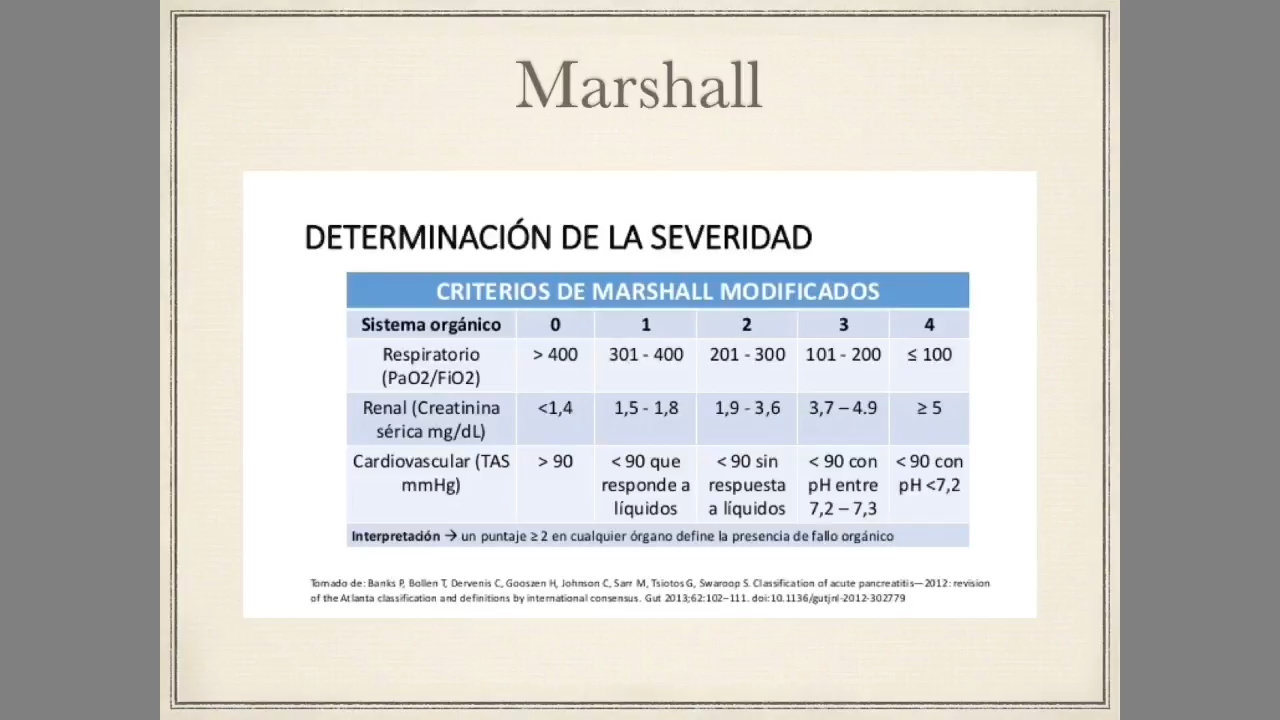 Marshall
DETERMINACIÓN DE LA SEVERIDAD
CRITERIOS DE MARSHALL MODIFICADOS
Sistema orgánico 0 1 2 3 4
Respiratorio (PaO2/FiO2) > 400 301 - 400 201 - 300 101 - 200 ≤ 100
Renal (Creatinina sérica mg/dL) <1,4 1,5 - 1,8 1,9 - 3,6 3,7 – 4.9 ≥ 5
Cardiovascular (TAS mmHg) > 90 < 90 que responde a líquidos < 90 sin respuesta a líquidos < 90 con pH entre 7,2 – 7,3 < 90 con pH <7,2
Interpretación → un puntaje ≥ 2 en cualquier órgano define la presencia de fallo orgánico
Tomado de: Banks P, Bollen T, Dervenis C, Gooszen H, Johnson C, Sarr M, Tsiotos G, Swaroop S. Classification of acute pancreatitis—2012: revision
of the Atlanta classification and definitions by international consensus. Gut 2013;62:102–111. doi:10.1136/gutjnl-2012-302779